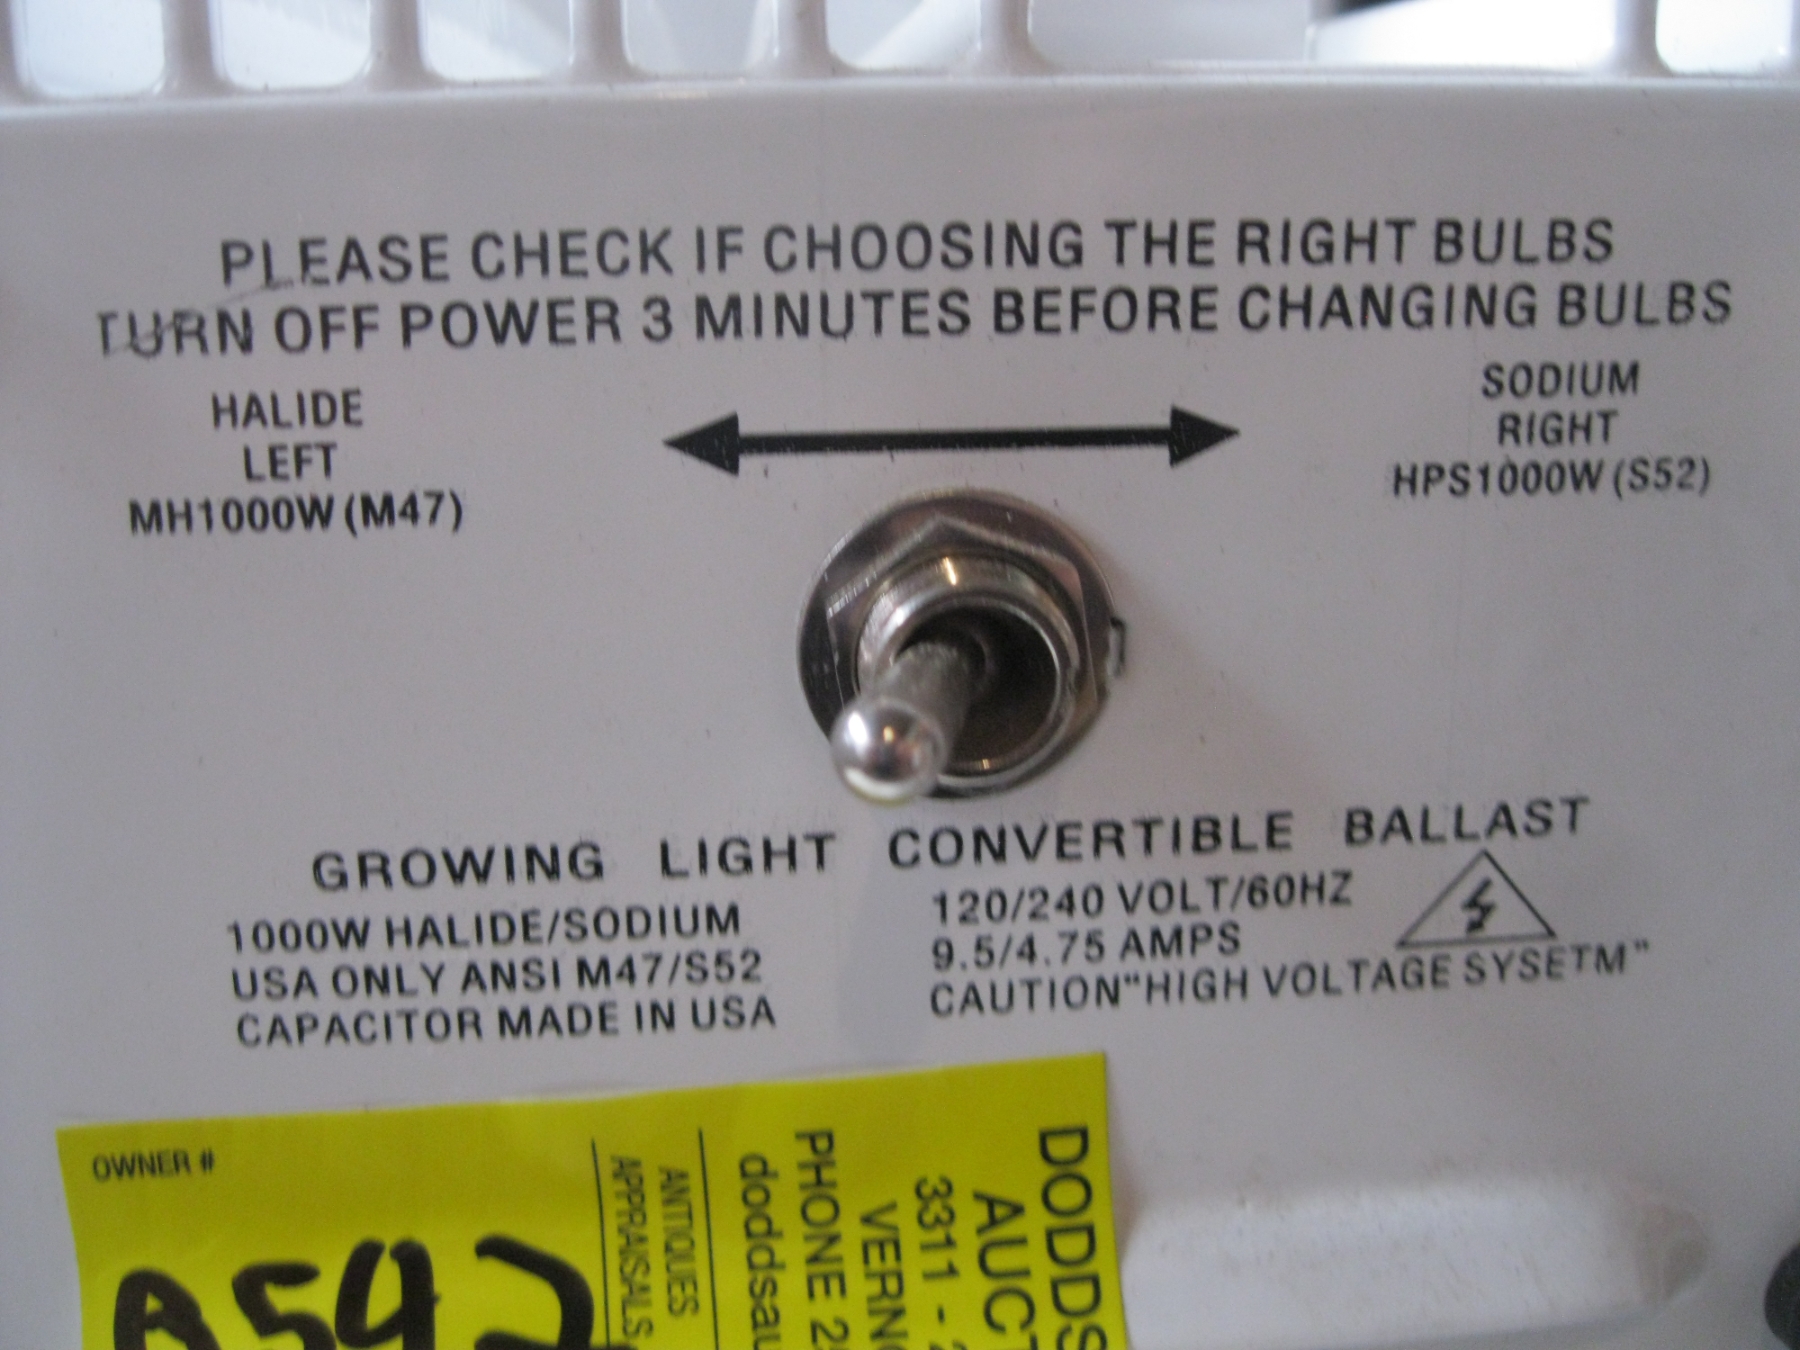 PLEASE CHECK IF CHOOSING THE RIGHT BULBS
TURN OFF POWER 3 MINUTES BEFORE CHANGING BULBS
HALIDE
LEFT
MH1000W (M47)
SODIUM
RIGHT
HPS1000W (S52)
GROWING LIGHT CONVERTIBLE BALLAST
1000W HALIDE/SODIUM
USA ONLY ANSI M47/S52
CAPACITOR MADE IN USA
120/240 VOLT/60HZ
9.5/4.75 AMPS
CAUTION"HIGH VOLTAGE SYSETM"
OWNER #
A542
DODDS
AUCT
3311 - 2
VERN
PHONE 2
doddsau
ANTIQUES
APPRAISALS